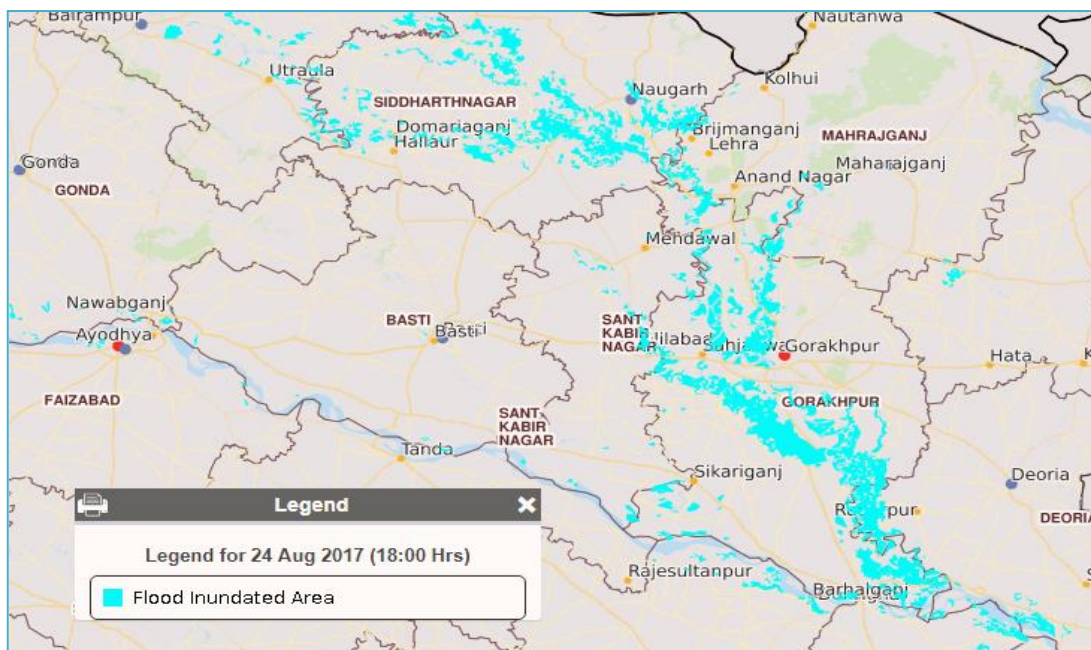 Balrampur
Nautanwa
Utraula
Naugarh
Kolhui
SIDDHARTHNAGAR
Domariaganj
Hallaur
Brijmanganj
Lehra
MAHRAJGANJ
Maharajganj
Gonda
GONDA
Anand Nagar
Mendawal
Nawabganj
Ayodhya
BASTI
Basti
SANT
KABIR
NAGAR
Gorakhpur
Hata
K
FAIZABAD
GORAKHPUR
SANT
KABIR
NAGAR
Tanda
Sikariganj
Deoria
DEORIA
Rajesultanpur
Barhalganj
Legend
Legend for 24 Aug 2017 (18:00 Hrs)
Flood Inundated Area